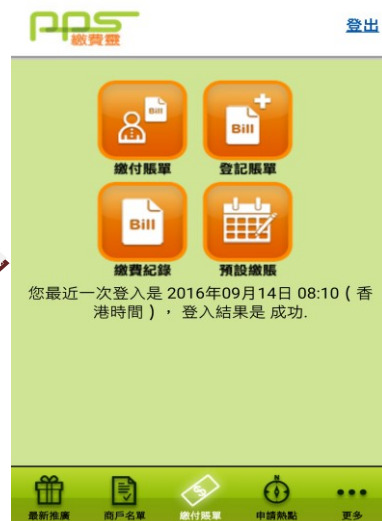 pps
繳費靈
登出
Bill
Bill
繳付賬單
登記賬單
Bill
繳費紀錄
預設繳賬
您最近一次登入是 2016年09月14日 08:10 ( 香
港時間 ) ， 登入結果是 成功.
N
最新推廣
商戶名單
繳付賬單
申請熱點
更多